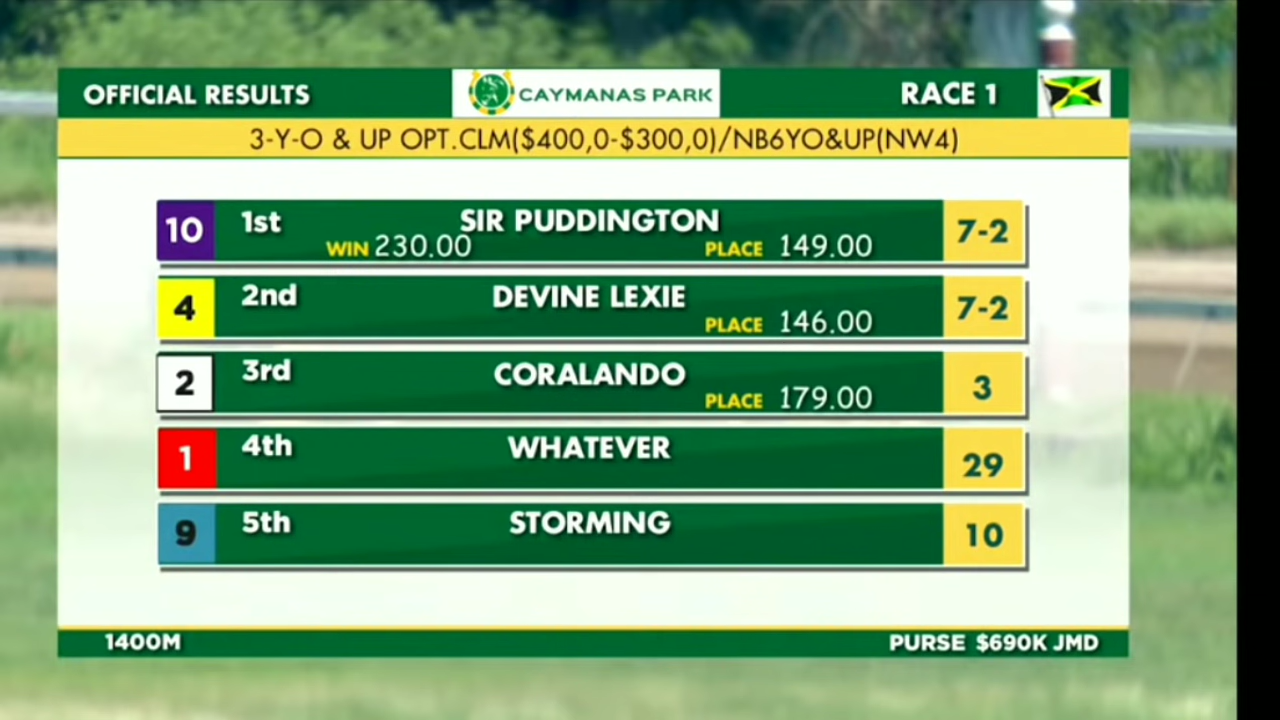 OFFICIAL RESULTS CAYMANAS PARK RACE 1
3-Y-O & UP OPT.CLM($400,0-$300,0)/NB6YO&UP(NW4)
10 1st SIR PUDDINGTON 7-2
WIN 230.00 PLACE 149.00
4 2nd DEVINE LEXIE 7-2
PLACE 146.00
2 3rd CORALANDO 3
PLACE 179.00
1 4th WHATEVER 29
9 5th STORMING 10
1400M PURSE $690K JMD